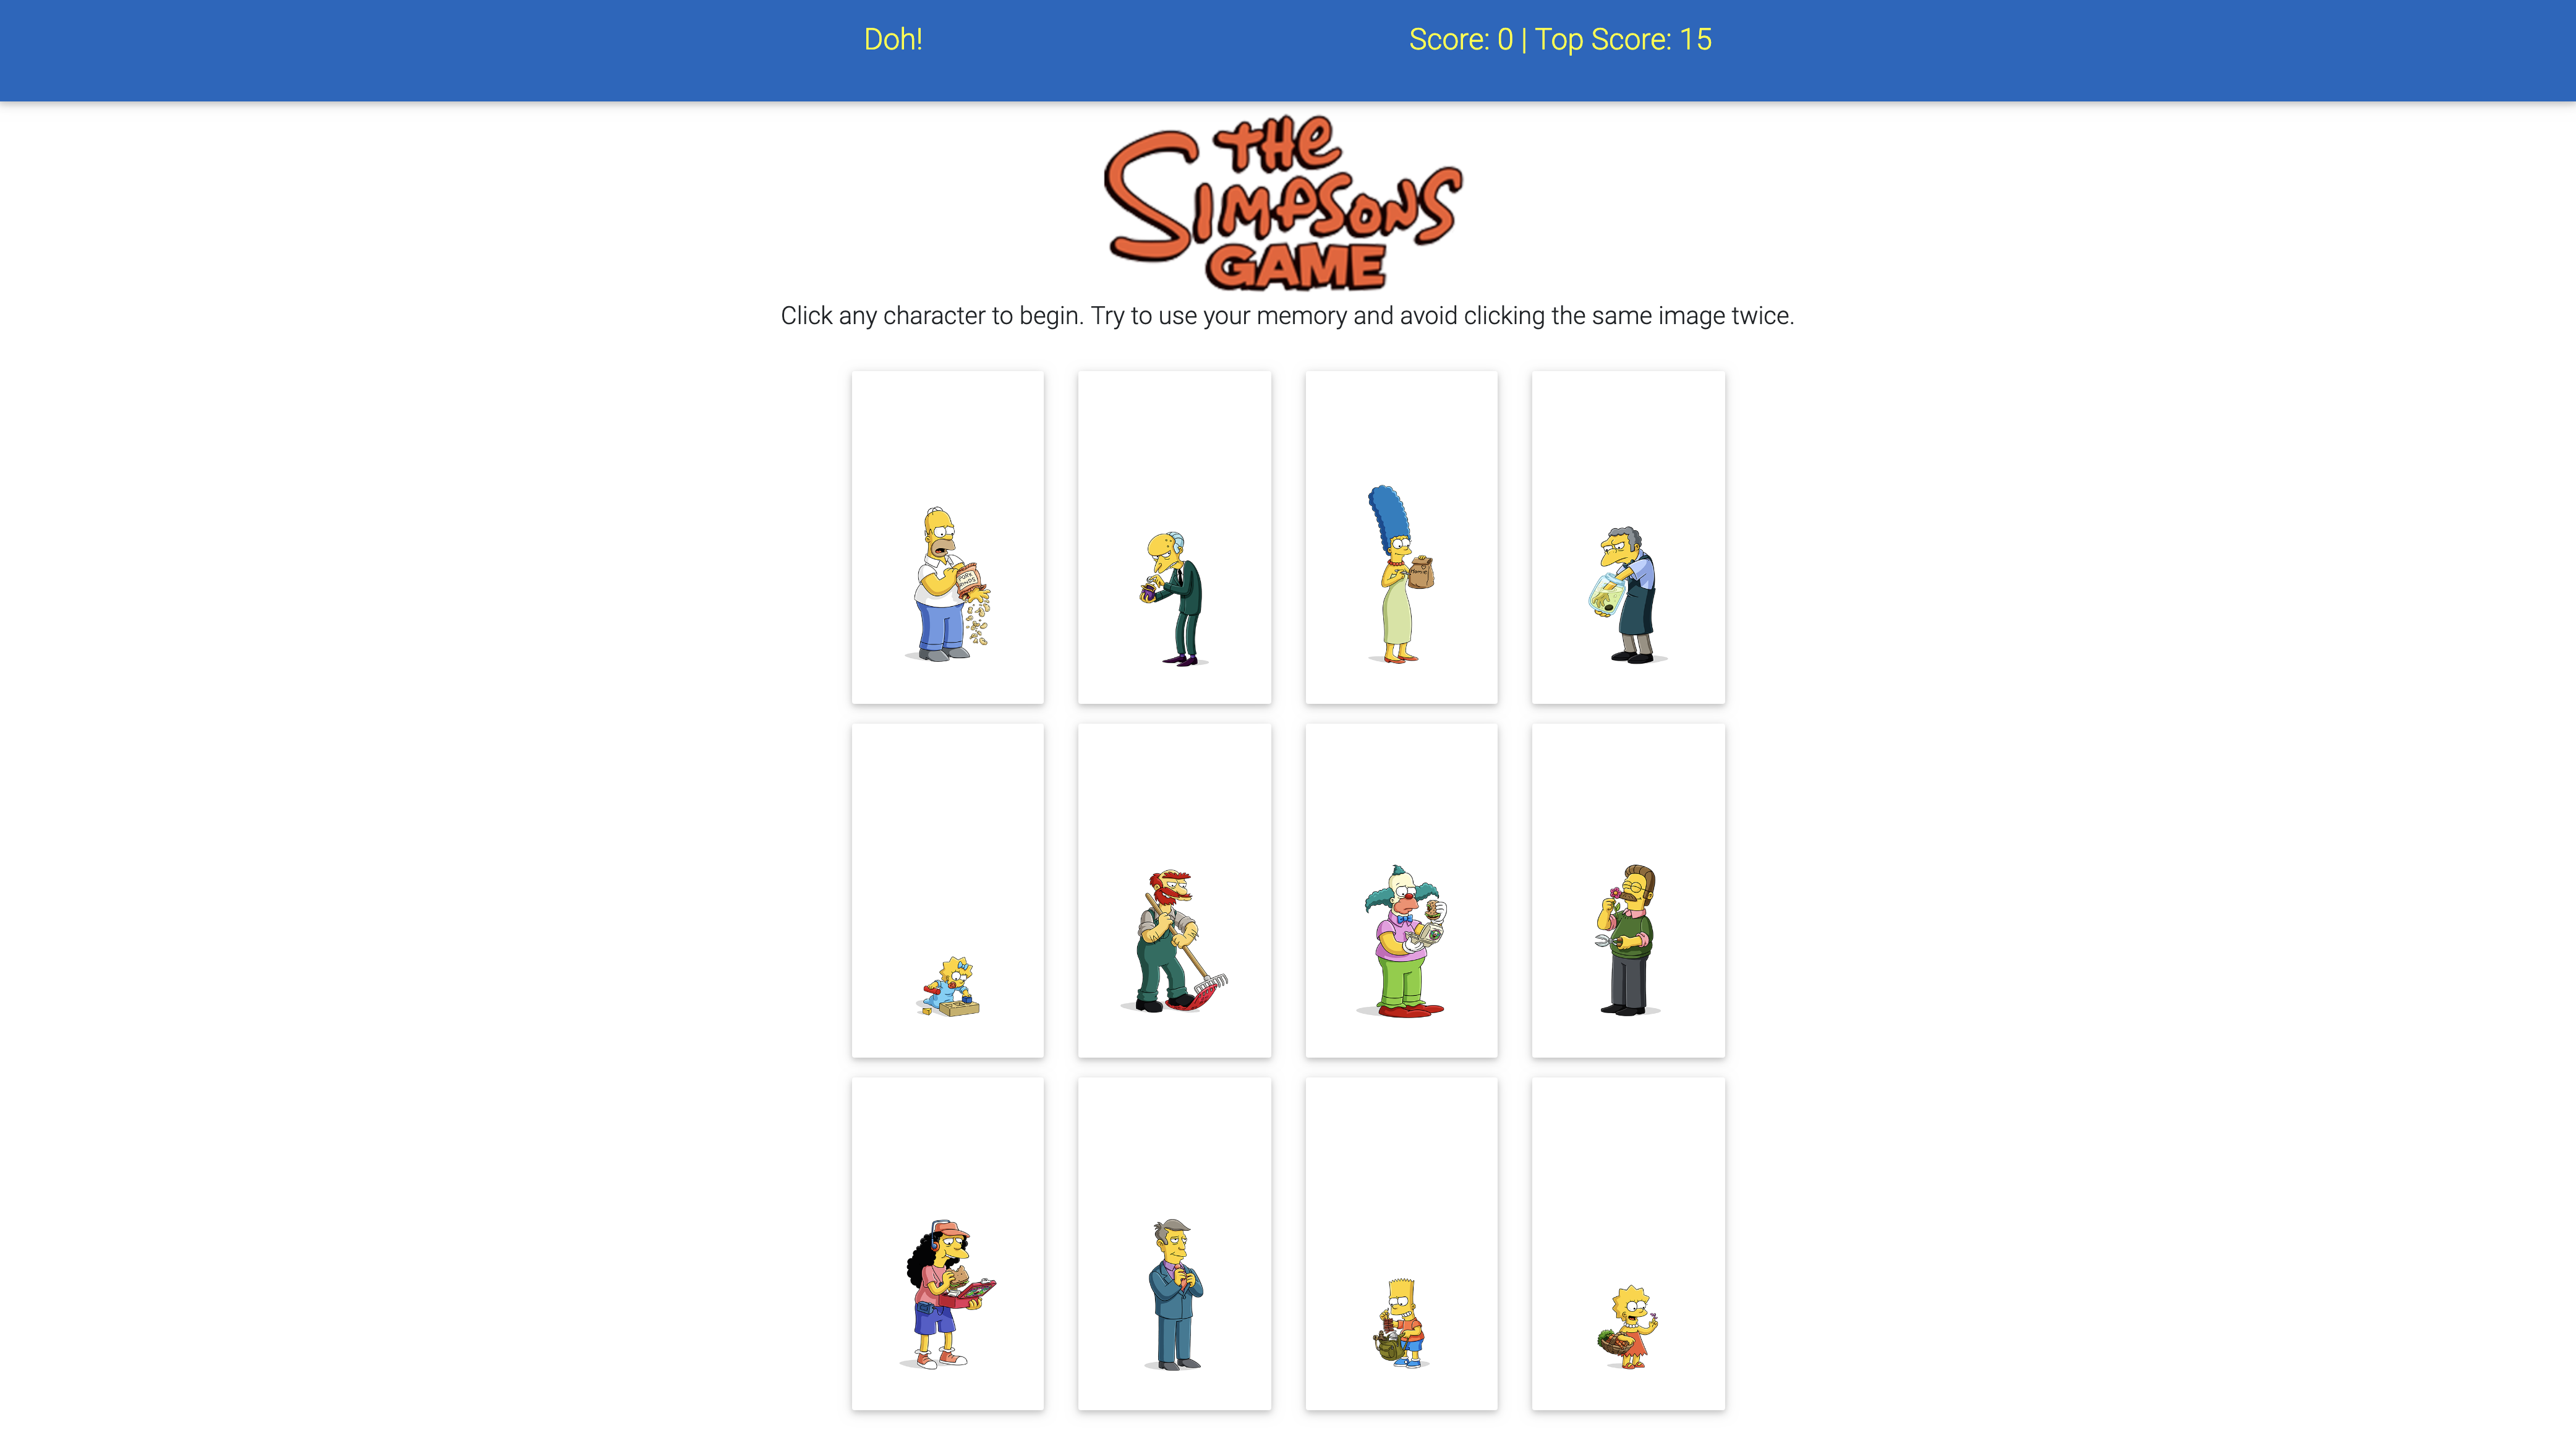 Doh!
Score: 0 | Top Score: 15
THE
SIMPSONS
GAME
Click any character to begin. Try to use your memory and avoid clicking the same image twice.
PORK